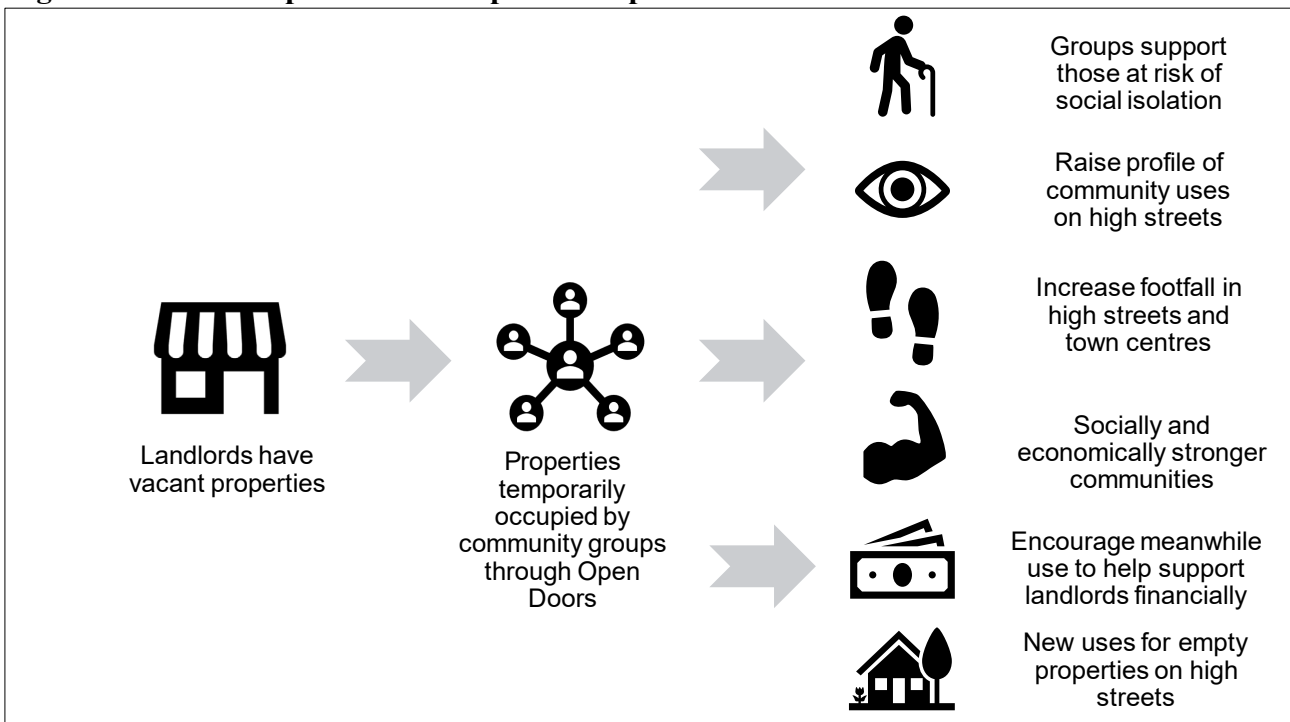 Landlords have
vacant properties
Properties
temporarily
occupied by
community groups
through Open
Doors
Groups support
those at risk of
social isolation
Raise profile of
community uses
on high streets
Increase footfall in
high streets and
town centres
Socially and
economically stronger
communities
Encourage meanwhile
use to help support
landlords financially
New uses for empty
properties on high
streets